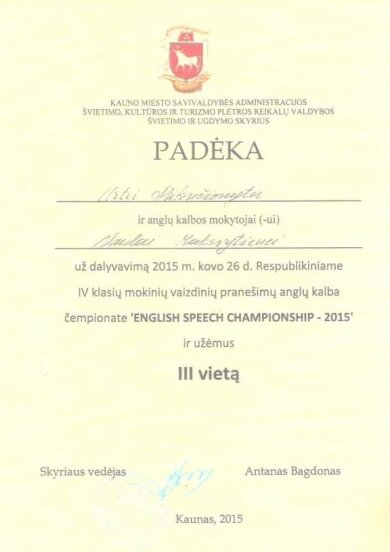 KAUNO MIESTO SAVIVALDYBĖS ADMINISTRACIJOS
ŠVIETIMO, KULTŪROS IR TURIZMO PLĖTROS REIKALŲ VALDYBOS
ŠVIETIMO IR UGDYMO SKYRIUS
PADĖKA
ir anglų kalbos mokytojai (-ui)
už dalyvavimą 2015 m. kovo 26 d. Respublikiniame
IV klasių mokinių vaizdinių pranešimų anglų kalba
čempionate 'ENGLISH SPEECH CHAMPIONSHIP - 2015'
ir užėmus
III vietą
Skyriaus vedėjas Antanas Bagdonas
Kaunas, 2015